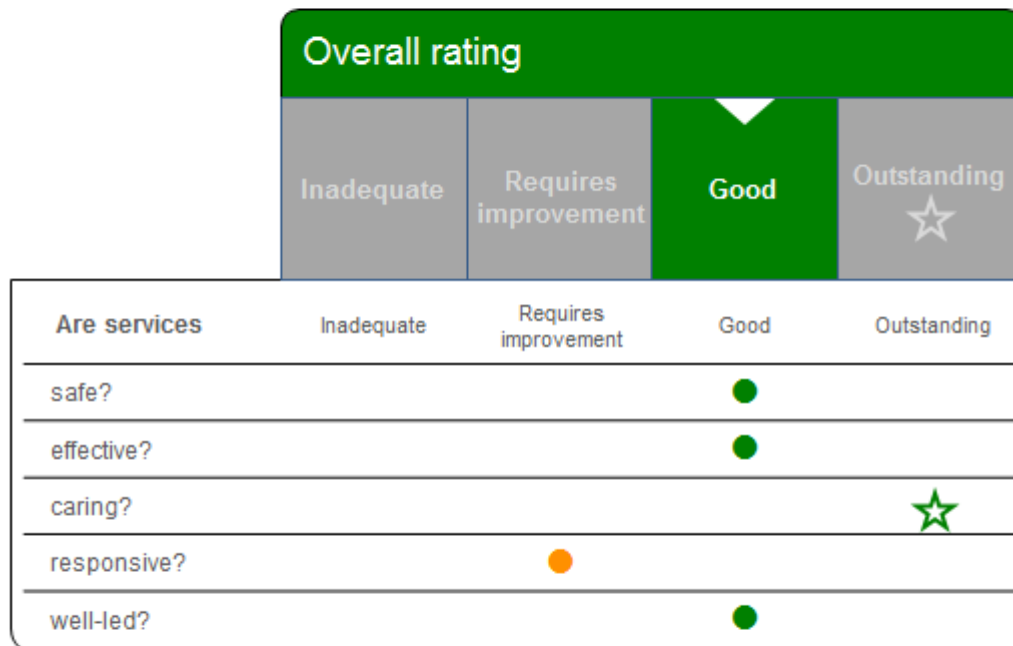 Overall rating
Inadequate
Requires
improvement
Good
Outstanding
Are services
Inadequate
Requires
improvement
Good
Outstanding
safe?
effective?
caring?
responsive?
well-led?